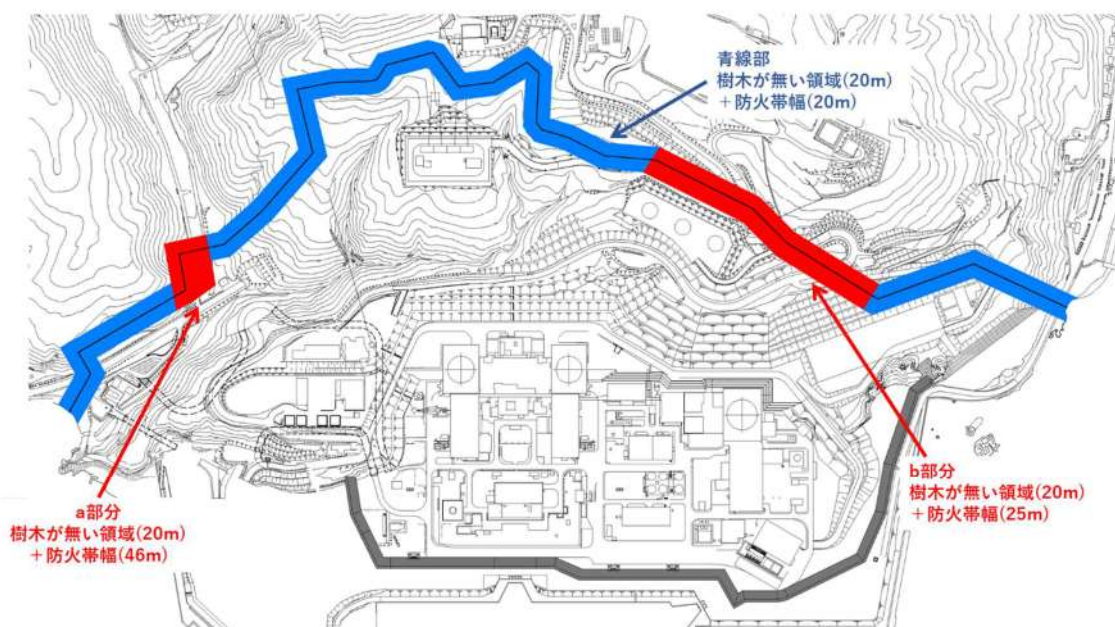 青線部
樹木が無い領域(20m)
＋防火帯幅(20m)
a部分
樹木が無い領域(20m)
＋防火帯幅(46m)
b部分
樹木が無い領域(20m)
＋防火帯幅(25m)